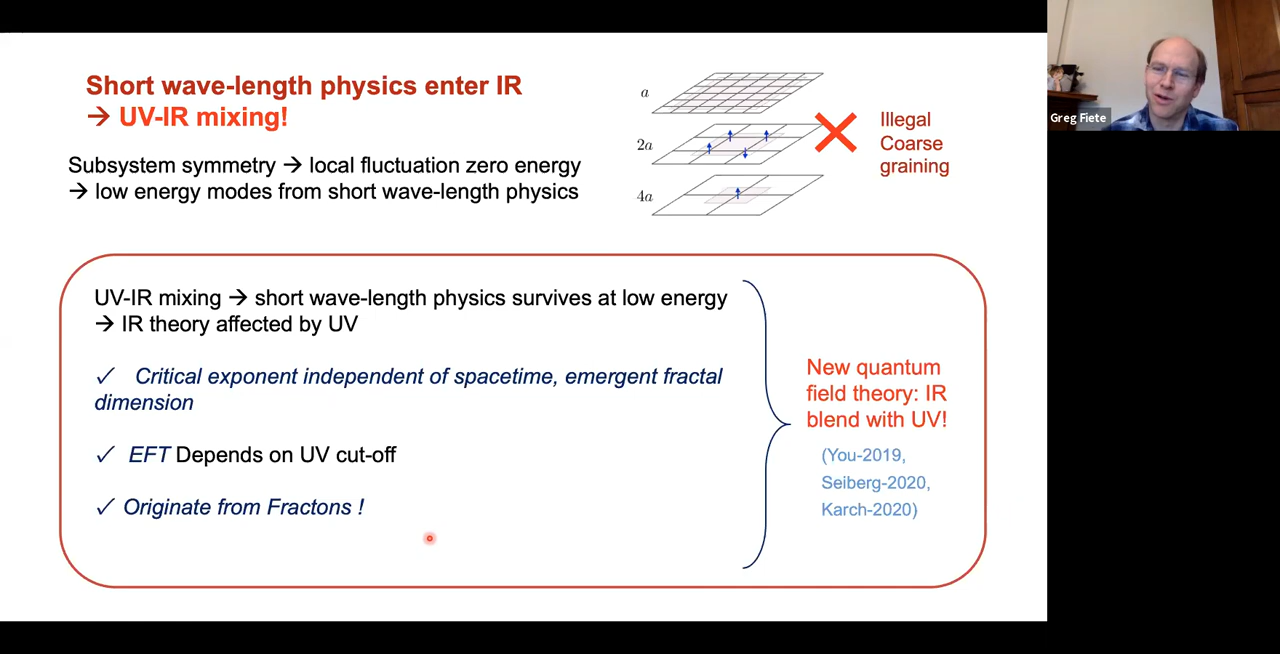 Short wave-length physics enter IR
→ UV-IR mixing!
Subsystem symmetry → local fluctuation zero energy
→ low energy modes from short wave-length physics
a
2a
4a
Illegal
Coarse
graining
Greg Fiete
UV-IR mixing → short wave-length physics survives at low energy
→ IR theory affected by UV
✓ Critical exponent independent of spacetime, emergent fractal
dimension
✓ EFT Depends on UV cut-off
✓ Originate from Fractons !
New quantum
field theory: IR
blend with UV!
(You-2019,
Seiberg-2020,
Karch-2020)